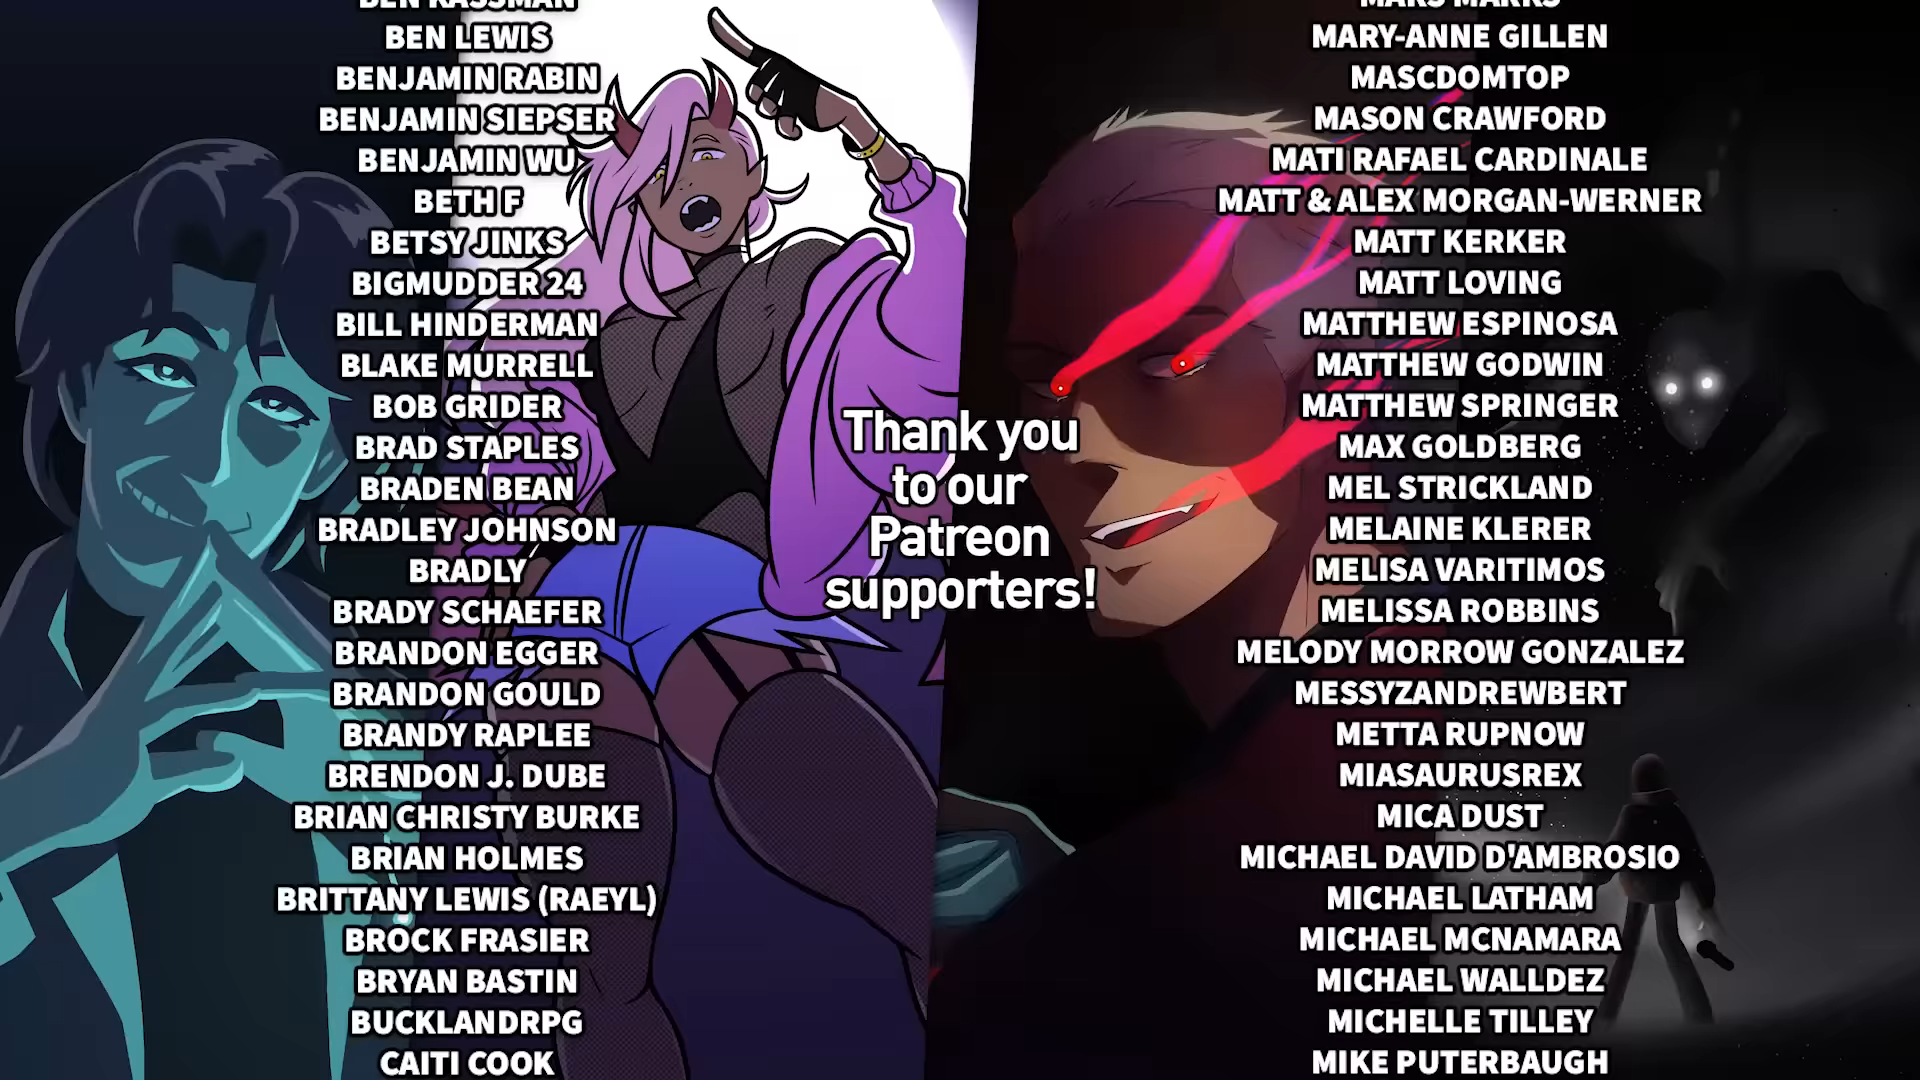 BEN KASSMAN
BEN LEWIS
BENJAMIN RABIN
BENJAMIN SIEPSER
BENJAMIN WU
BETH F
BETSY JINKS
BIGMUDDER 24
BILL HINDERMAN
BLAKE MURRELL
BOB GRIDER
BRAD STAPLES
BRADEN BEAN
BRADLEY JOHNSON
BRADLY
BRADY SCHAEFER
BRANDON EGGER
BRANDON GOULD
BRANDY RAPLEE
BRENDON J. DUBE
BRIAN CHRISTY BURKE
BRIAN HOLMES
BRITTANY LEWIS (RAEYL)
BROCK FRASIER
BRYAN BASTIN
BUCKLANDRPG
CAITI COOK
Thank you
to our
Patreon
supporters!
MARS MARKS
MARY-ANNE GILLEN
MASCDOMTOP
MASON CRAWFORD
MATI RAFAEL CARDINALE
MATT & ALEX MORGAN-WERNER
MATT KERKER
MATT LOVING
MATTHEW ESPINOSA
MATTHEW GODWIN
MATTHEW SPRINGER
MAX GOLDBERG
MEL STRICKLAND
MELAINE KLERER
MELISA VARITIMOS
MELISSA ROBBINS
MELODY MORROW GONZALEZ
MESSYZANDREWBERT
METTA RUPNOW
MIASAURUSREX
MICA DUST
MICHAEL DAVID D'AMBROSIO
MICHAEL LATHAM
MICHAEL MCNAMARA
MICHAEL WALLDEZ
MICHELLE TILLEY
MIKE PUTERBAUGH